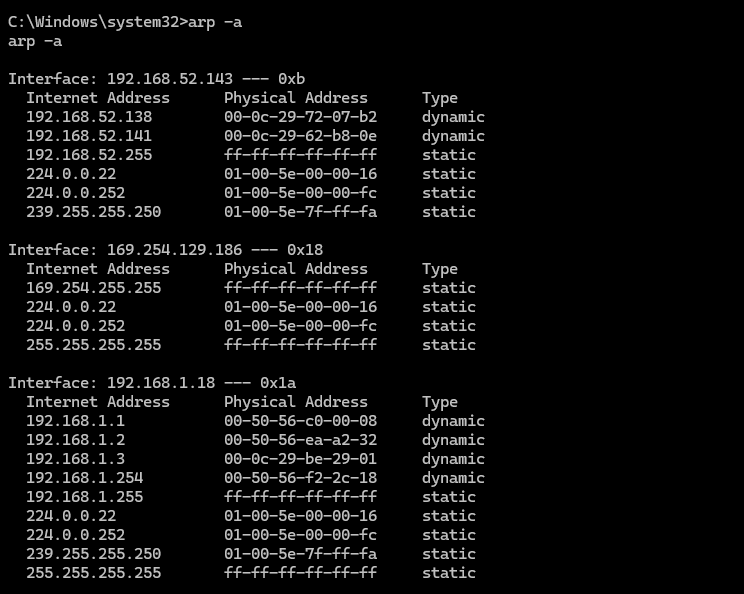 C:\Windows\system32>arp -a
arp -a
Interface: 192.168.52.143 --- 0xb
  Internet Address      Physical Address      Type
  192.168.52.138        00-0c-29-72-07-b2     dynamic
  192.168.52.141        00-0c-29-62-b8-0e     dynamic
  192.168.52.255        ff-ff-ff-ff-ff-ff     static
  224.0.0.22            01-00-5e-00-00-16     static
  224.0.0.252           01-00-5e-00-00-fc     static
  239.255.255.250       01-00-5e-7f-ff-fa     static
Interface: 169.254.129.186 --- 0x18
  Internet Address      Physical Address      Type
  169.254.255.255       ff-ff-ff-ff-ff-ff     static
  224.0.0.22            01-00-5e-00-00-16     static
  224.0.0.252           01-00-5e-00-00-fc     static
  255.255.255.255       ff-ff-ff-ff-ff-ff     static
Interface: 192.168.1.18 --- 0x1a
  Internet Address      Physical Address      Type
  192.168.1.1           00-50-56-c0-00-08     dynamic
  192.168.1.2           00-50-56-ea-a2-32     dynamic
  192.168.1.3           00-0c-29-be-29-01     dynamic
  192.168.1.254         00-50-56-f2-2c-18     dynamic
  192.168.1.255         ff-ff-ff-ff-ff-ff     static
  224.0.0.22            01-00-5e-00-00-16     static
  224.0.0.252           01-00-5e-00-00-fc     static
  239.255.255.250       01-00-5e-7f-ff-fa     static
  255.255.255.255       ff-ff-ff-ff-ff-ff     static